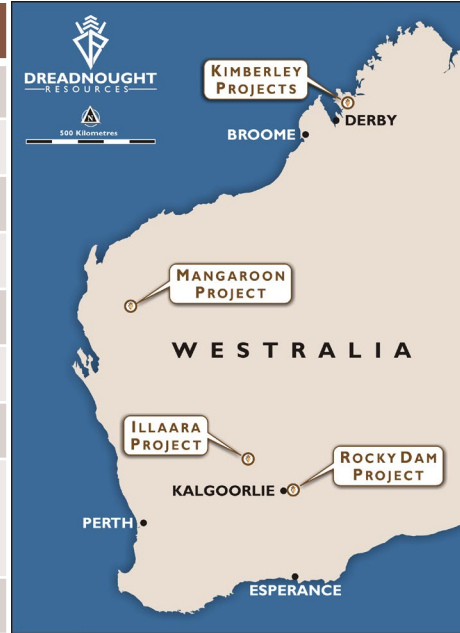 DREADNOUGHT
RESOURCES
N
500 Kilometres
KIMBERLEY
PROJECTS
DERBY
BROOME
MANGAROON
PROJECT
WESTRALIA
ILLAARA
PROJECT
ROCKY DAM
PROJECT
KALGOORLIE
PERTH
ESPERANCE